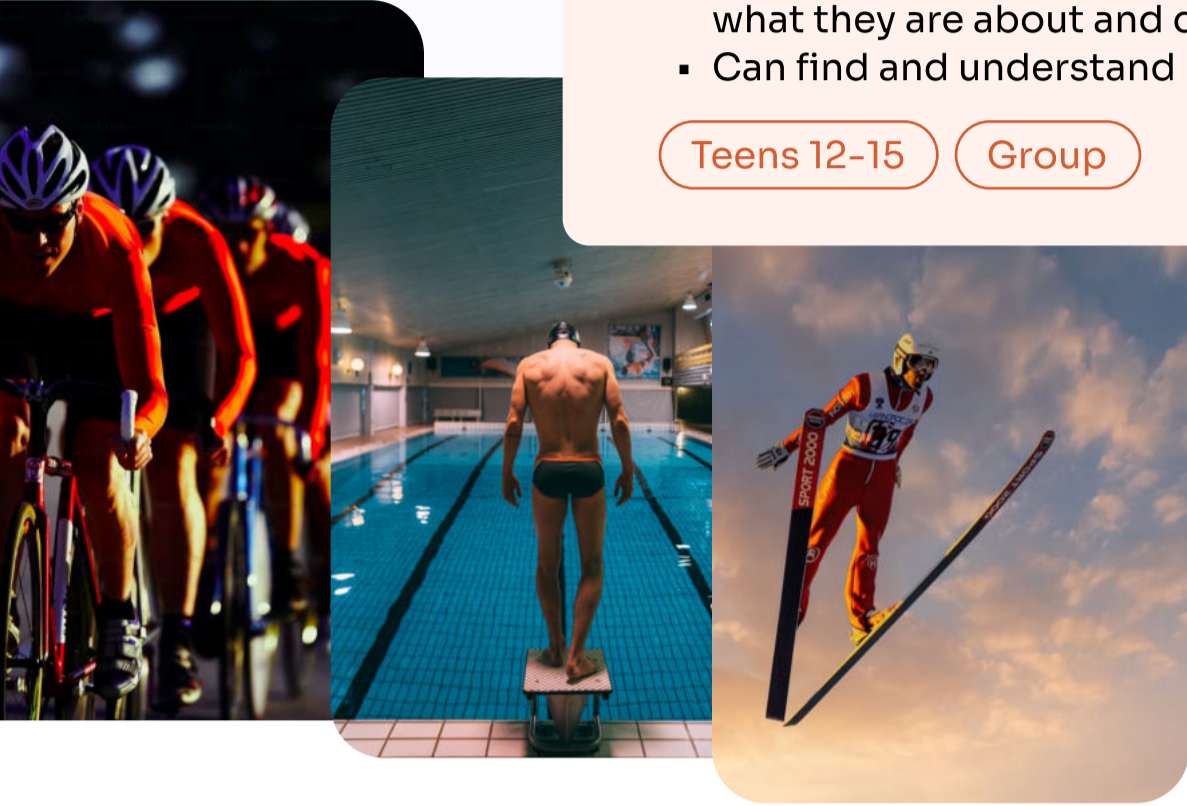 what they are about and
▪ Can find and understand
Teens 12-15
Group
SPORT 2000